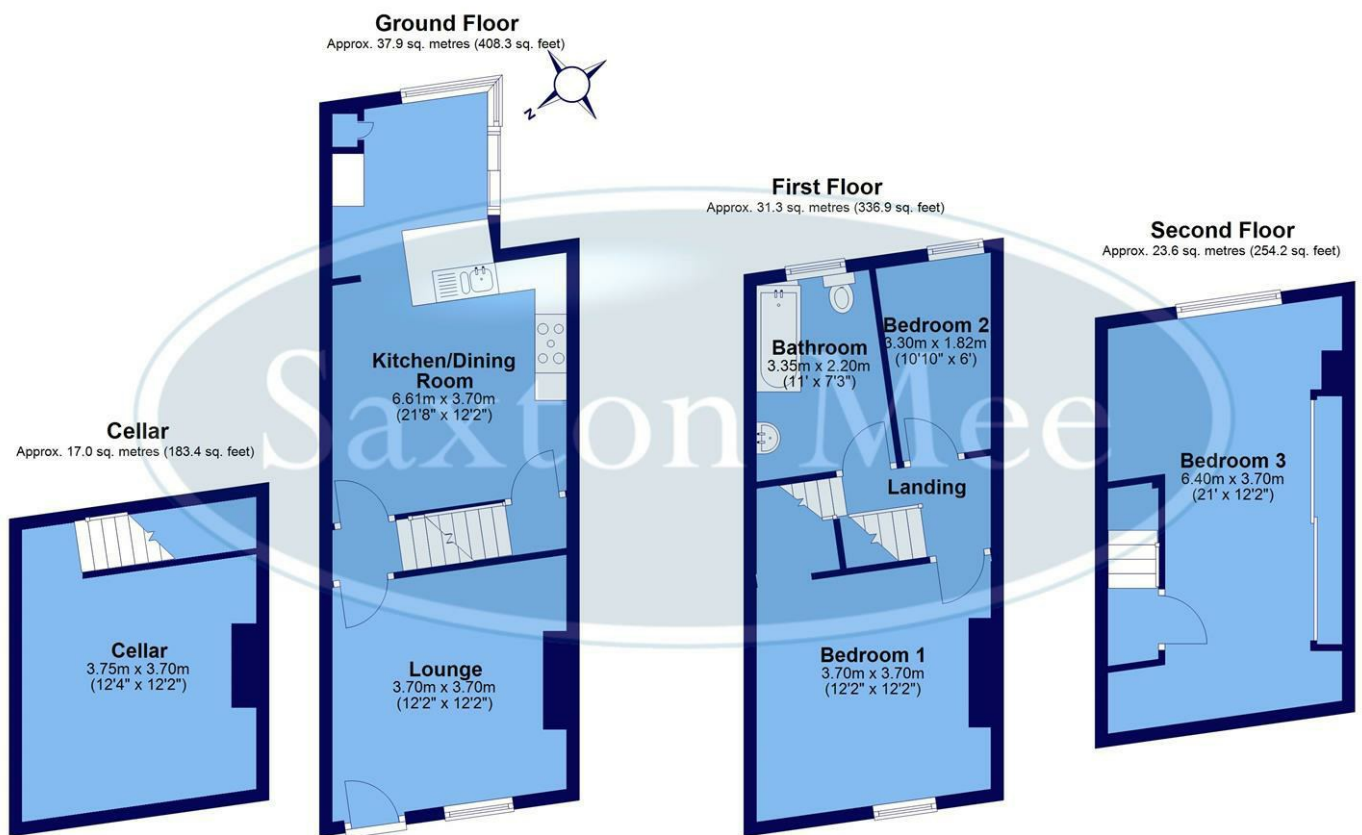 Ground Floor
Approx. 37.9 sq. metres (408.3 sq. feet)
N
First Floor
Approx. 31.3 sq. metres (336.9 sq. feet)
Second Floor
Approx. 23.6 sq. metres (254.2 sq. feet)
Cellar
Approx. 17.0 sq. metres (183.4 sq. feet)
Kitchen/Dining
Room
6.61m x 3.70m
(21'8" x 12'2")
Bathroom
3.35m x 2.20m
(11' x 7'3")
Bedroom 2
3.30m x 1.82m
(10'10" x 6')
Saxton Mee
Landing
Bedroom 3
6.40m x 3.70m
(21' x 12'2")
Cellar
3.75m x 3.70m
(12'4" x 12'2")
Lounge
3.70m x 3.70m
(12'2" x 12'2")
Bedroom 1
3.70m x 3.70m
(12'2" x 12'2")